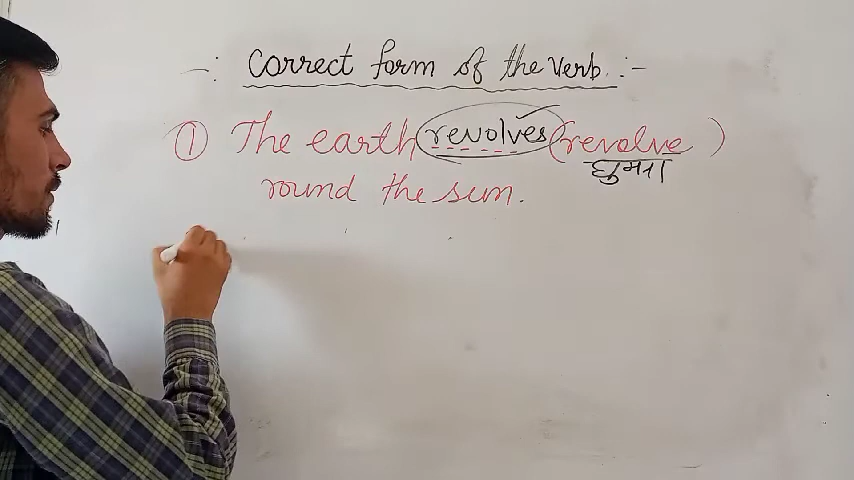 -: Correct form of the verb. :-
① The earth revolves (revolve)
घुमना
round the sun.